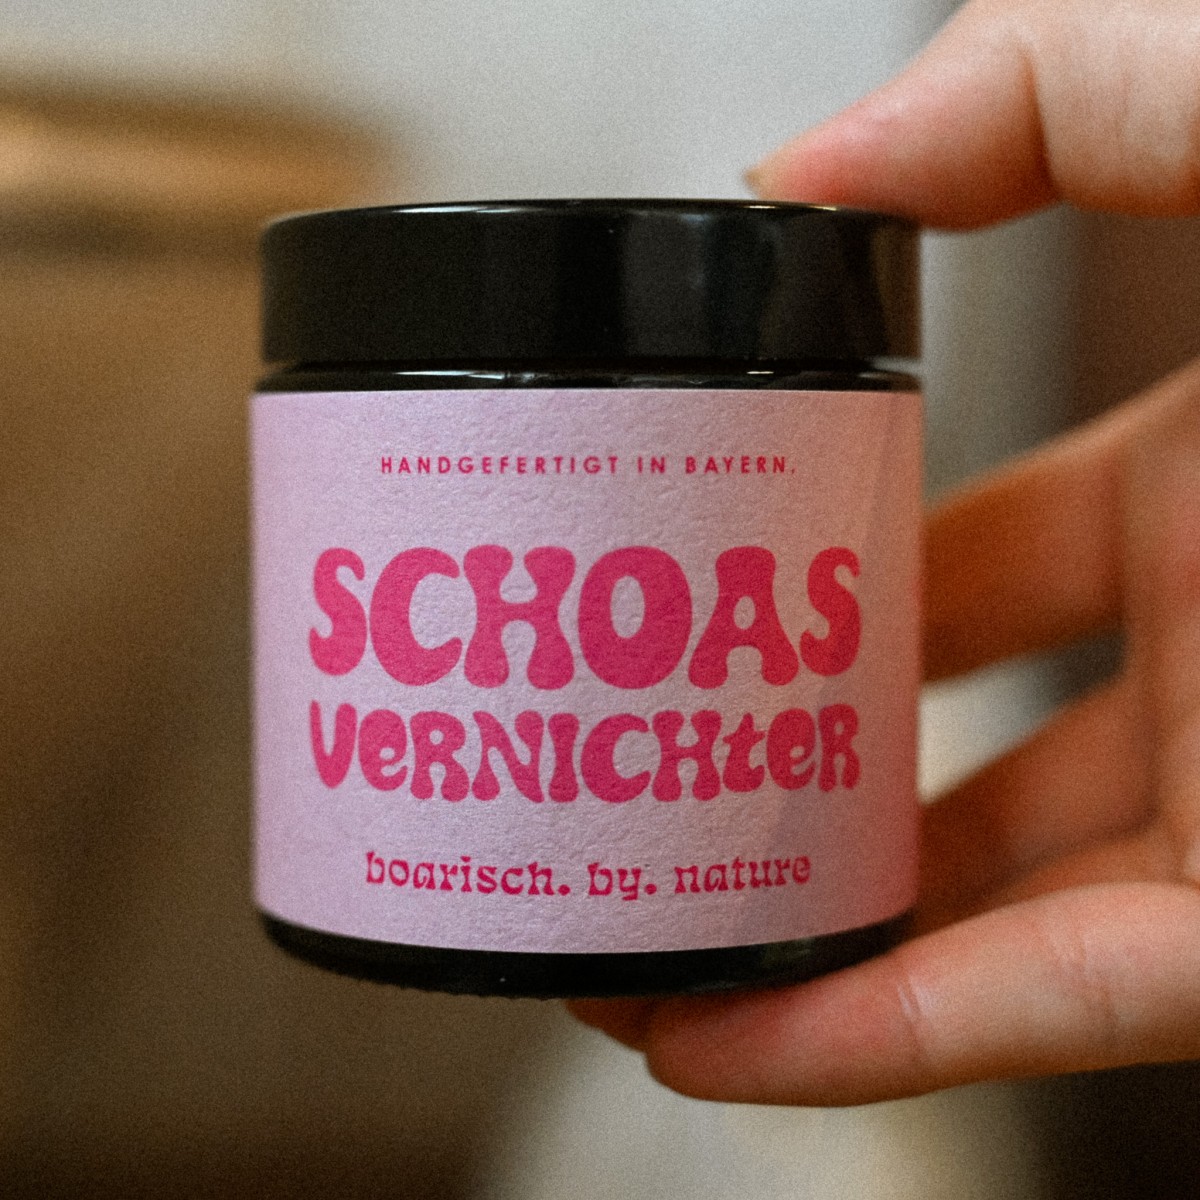 HANDGEFERTIGT IN BAYERN.
SCHOAS
VeRNICHteR
boarisch. by. nature